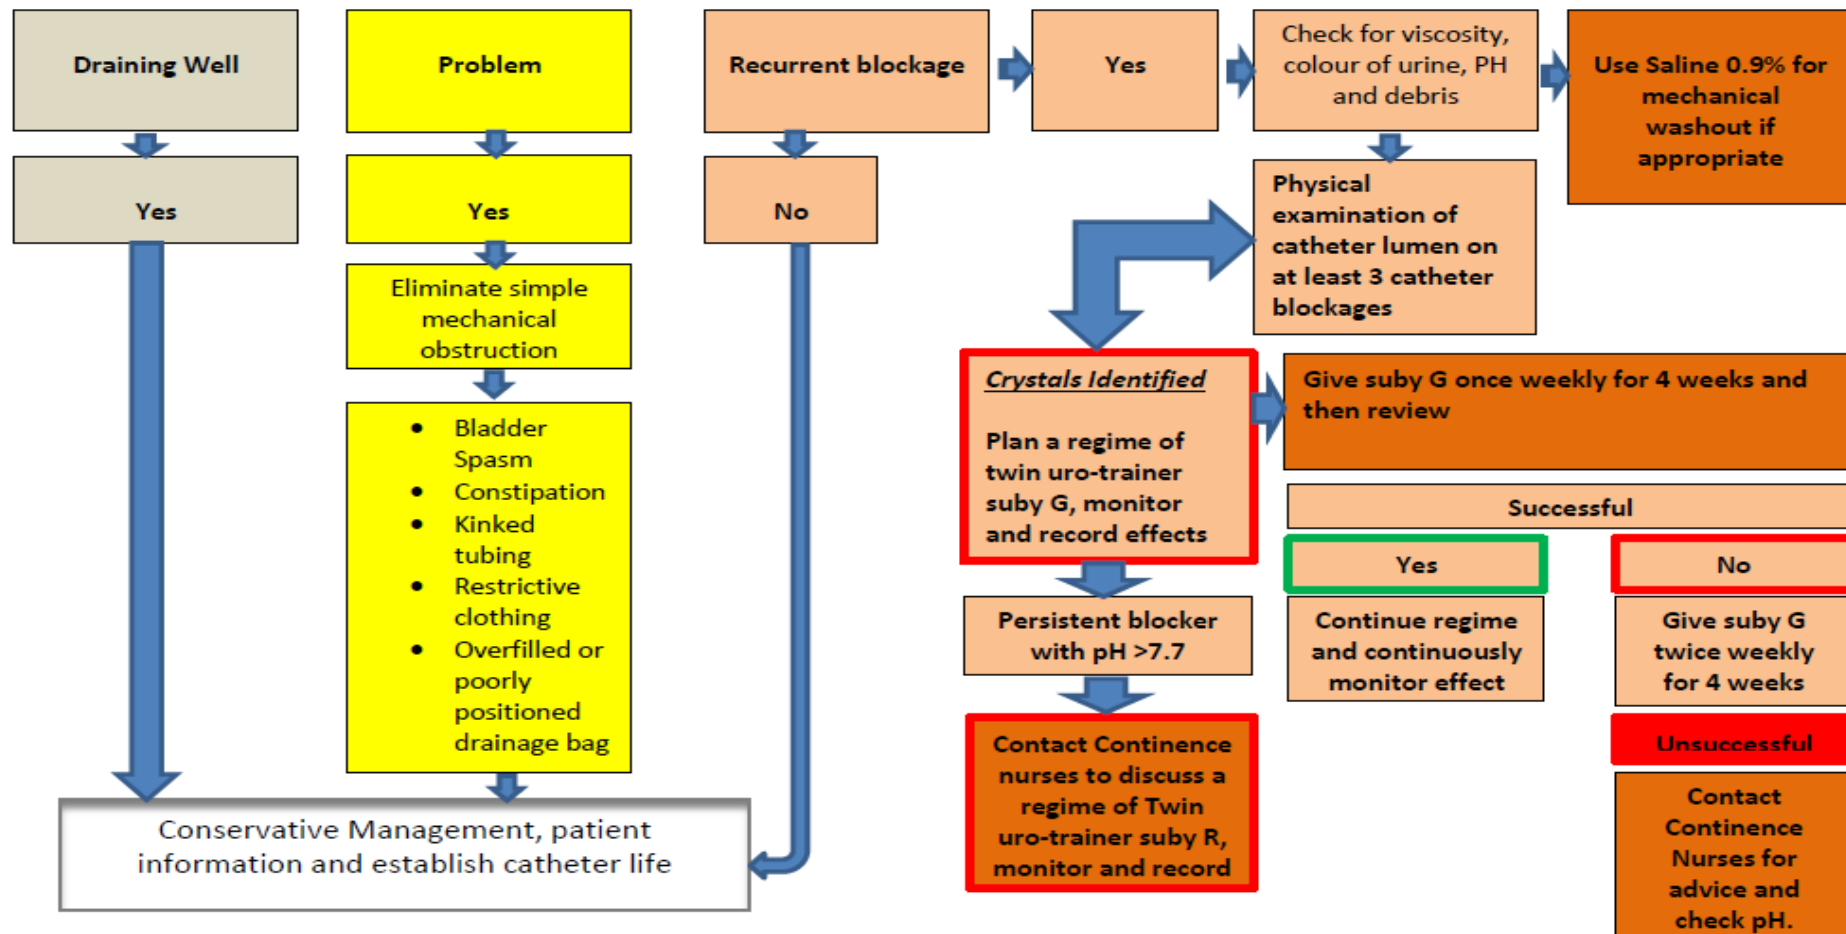 Draining Well
Yes
Problem
Yes
Eliminate simple
mechanical
obstruction
• Bladder
Spasm
• Constipation
• Kinked
tubing
• Restrictive
clothing
• Overfilled or
poorly
positioned
drainage bag
Conservative Management, patient
information and establish catheter life
Recurrent blockage
No
Yes
Check for viscosity,
colour of urine, PH
and debris
Use Saline 0.9% for
mechanical
washout if
appropriate
Physical
examination of
catheter lumen on
at least 3 catheter
blockages
Crystals Identified
Plan a regime of
twin uro-trainer
suby G, monitor
and record effects
Give suby G once weekly for 4 weeks and
then review
Successful
Yes
Continue regime
and continuously
monitor effect
No
Give suby G
twice weekly
for 4 weeks
Unsuccessful
Contact
Continence
Nurses for
advice and
check pH.
Persistent blocker
with pH >7.7
Contact Continence
nurses to discuss a
regime of Twin
uro-trainer suby R,
monitor and record